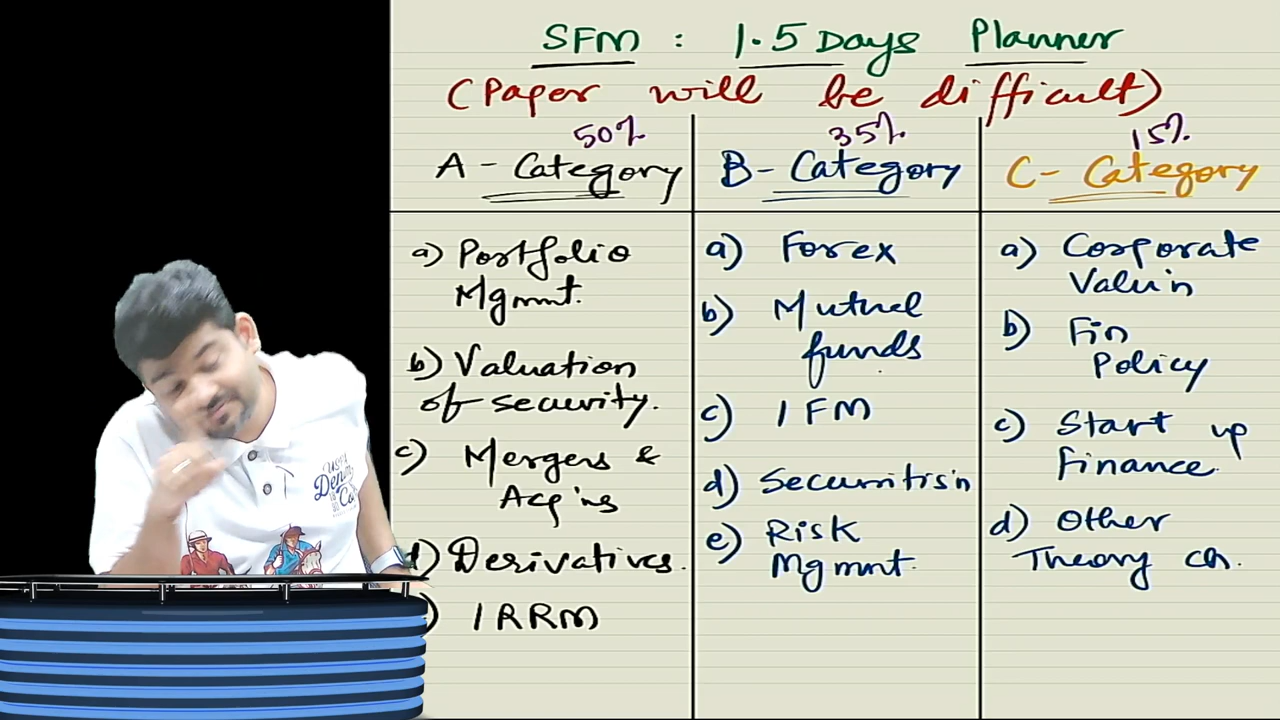 SFM : 1.5 Days Planner
(Paper will be difficult)
50%
A - Category
a) Portfolio
Mgmnt.
b) Valuation
of security.
c) Mergers &
Acq'ns
d) Derivatives.
) IRRM
35%
B - Category
a) Forex
b) Mutual
funds
c) IFM
d) Securitis'n
e) Risk
Mgmnt.
15%
C - Category
a) Corporate
Valu'n
b) Fin
Policy
c) Start up
Finance.
d) Other
Theory Ch.
Denim